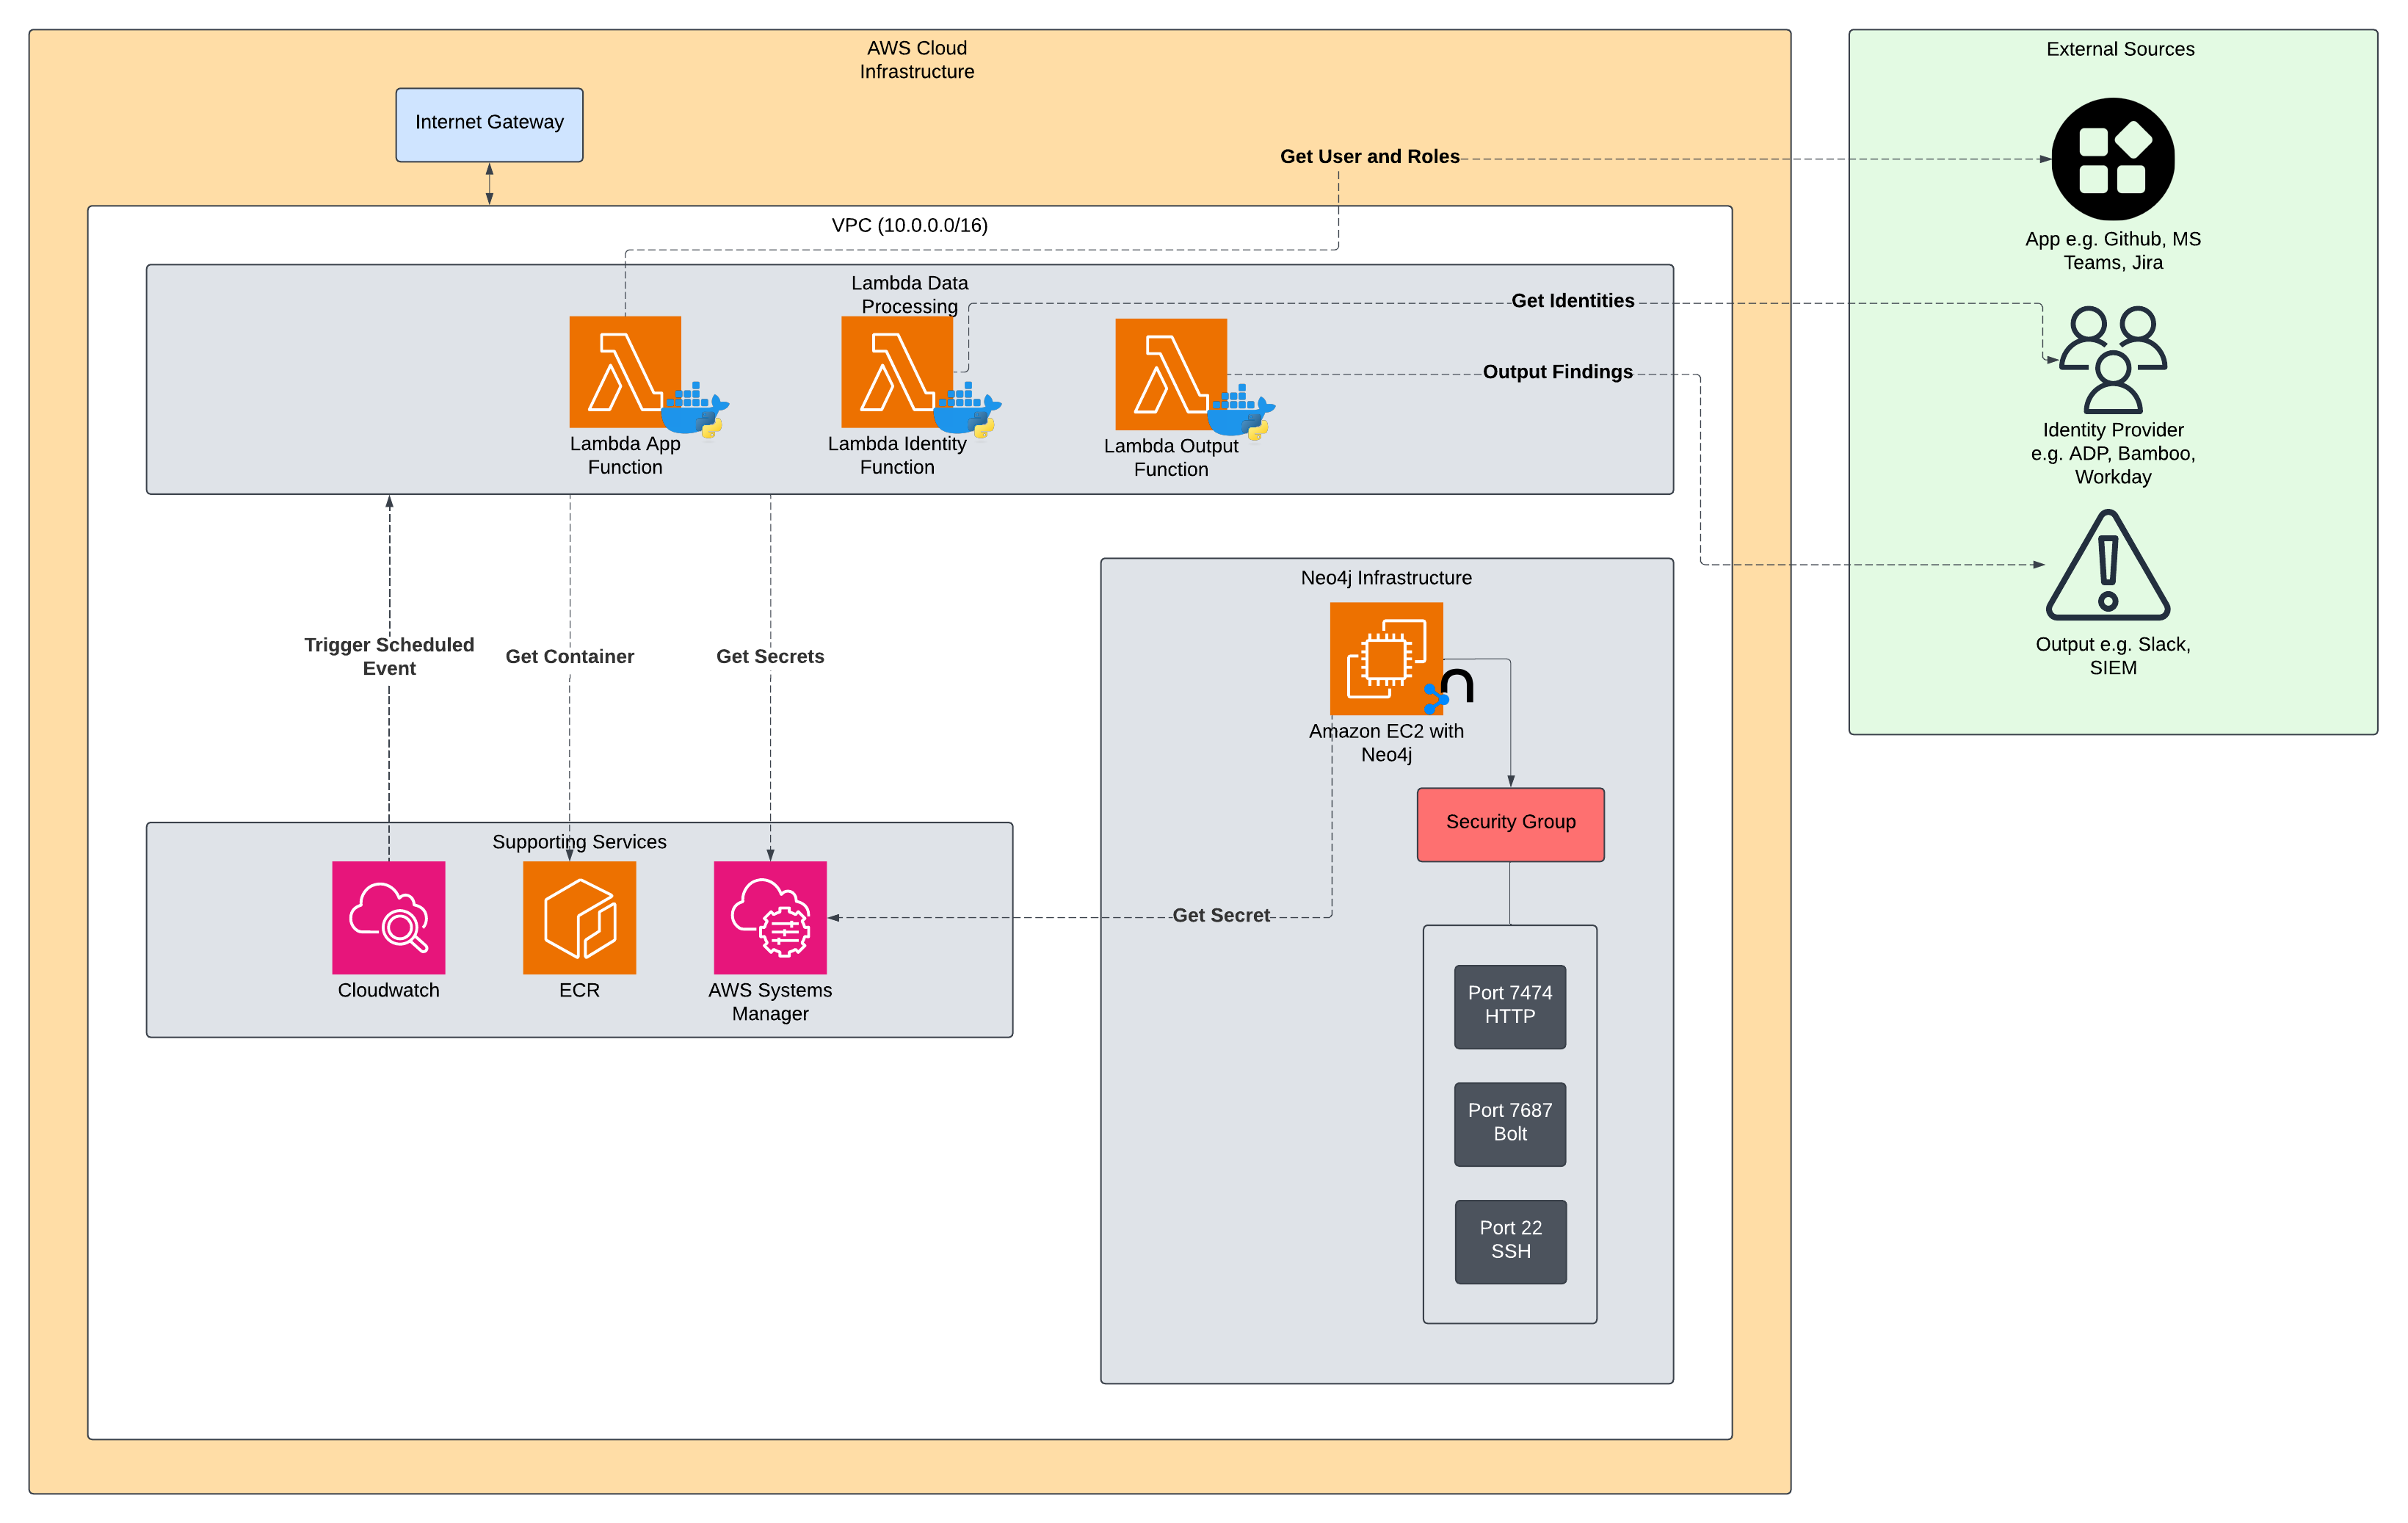 AWS Cloud
Infrastructure
Internet Gateway
Get User and Roles
VPC (10.0.0.0/16)
Lambda Data
Processing
Get Identities
Output Findings
Lambda App
Function
Lambda Identity
Function
Lambda Output
Function
Trigger Scheduled
Event
Get Container
Get Secrets
Supporting Services
Cloudwatch
ECR
AWS Systems
Manager
Get Secret
Neo4j Infrastructure
n
Amazon EC2 with
Neo4j
Security Group
Port 7474
HTTP
Port 7687
Bolt
Port 22
SSH
External Sources
App e.g. Github, MS
Teams, Jira
Identity Provider
e.g. ADP, Bamboo,
Workday
Output e.g. Slack,
SIEM